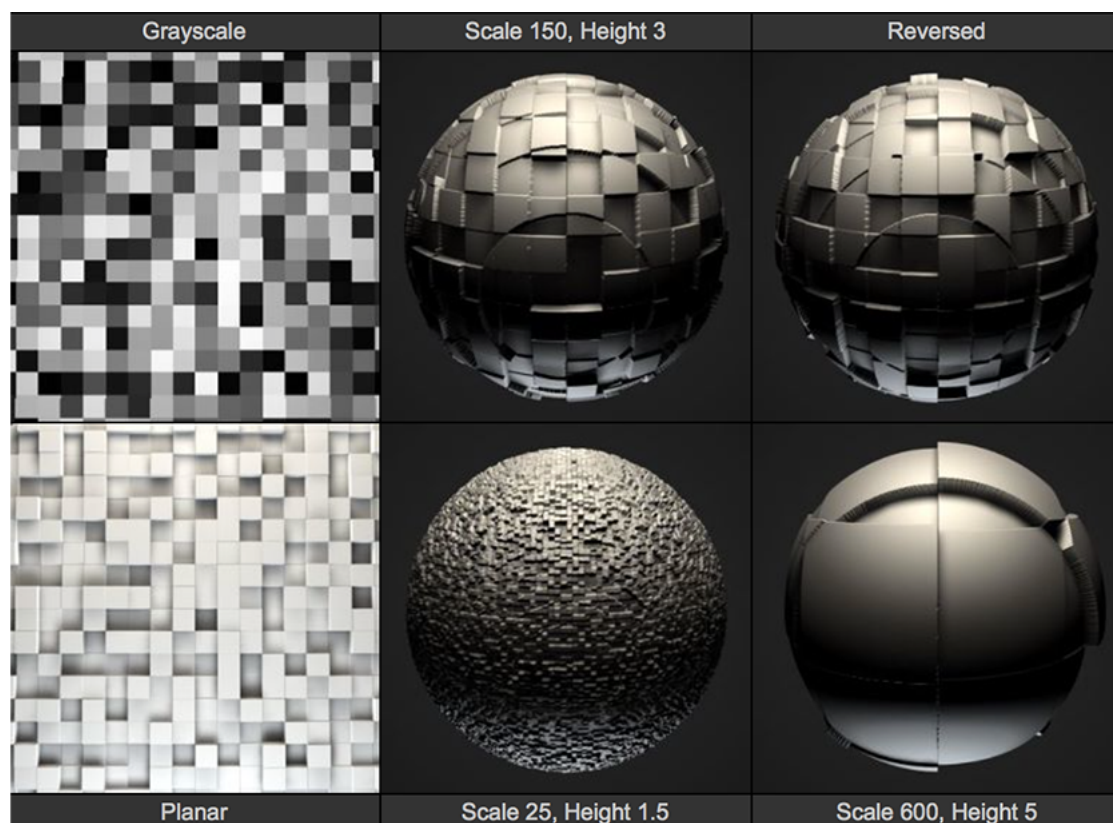 Grayscale
Scale 150, Height 3
Reversed
Planar
Scale 25, Height 1.5
Scale 600, Height 5